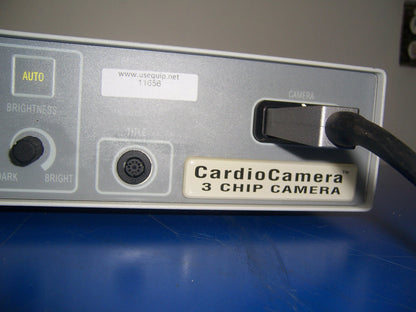 AUTO
www.usequip.net
11656
CAMERA
BRIGHTNESS
TITLE
DARK
BRIGHT
CardioCamera™
3 CHIP CAMERA